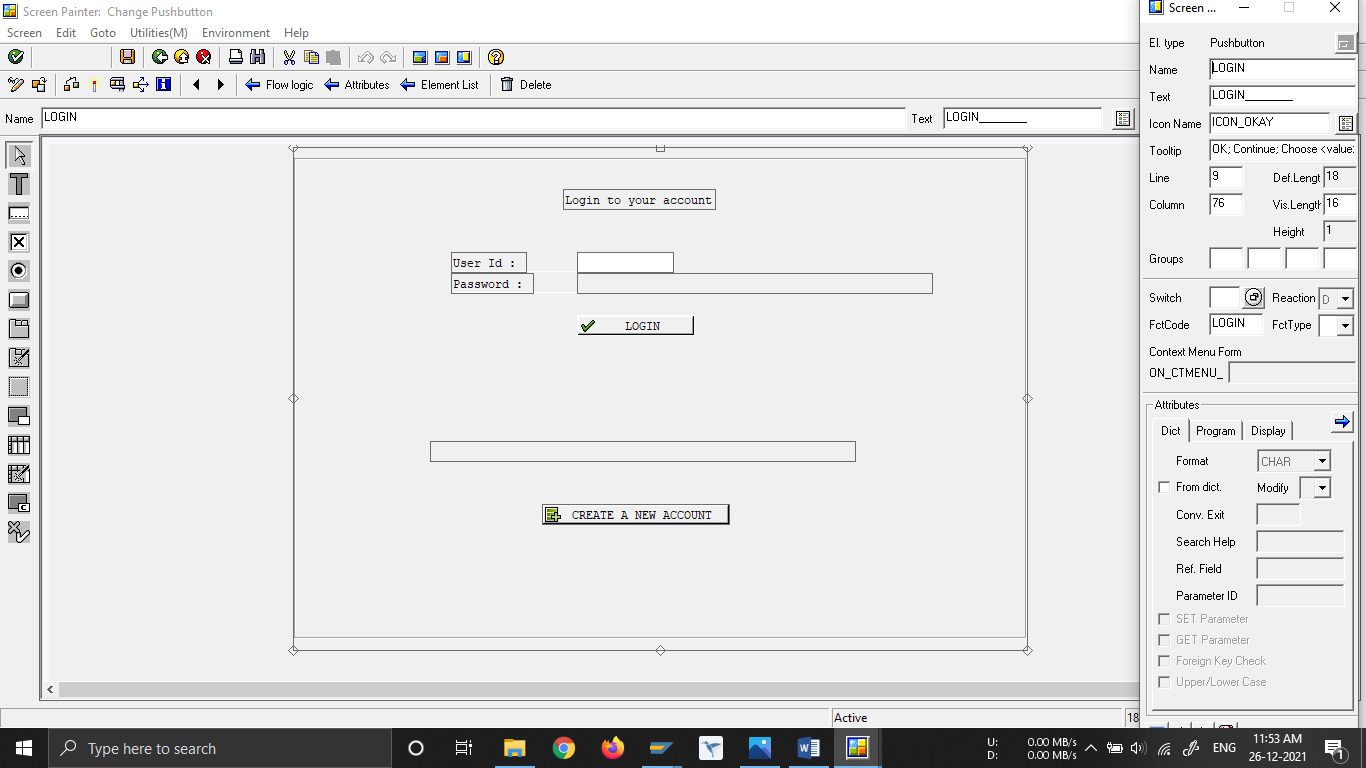 Screen Painter: Change Pushbutton
Screen Edit Goto Utilities(M) Environment Help
Flow logic Attributes Element List Delete
Name LOGIN Text LOGIN________
Login to your account
User Id :
Password :
LOGIN
CREATE A NEW ACCOUNT
C
Active 18
Screen ...
El. type Pushbutton
Name LOGIN
Text LOGIN________
Icon Name ICON_OKAY
Tooltip OK; Continue; Choose <value
Line 9 Def.Lengt 18
Column 76 Vis.Length 16
Height 1
Groups
Switch Reaction D
FctCode LOGIN FctType
Context Menu Form
ON_CTMENU_
Attributes
Dict Program Display
Format CHAR
From dict. Modify
Conv. Exit
Search Help
Ref. Field
Parameter ID
SET Parameter
GET Parameter
Foreign Key Check
Upper/Lower Case
Type here to search
U: 0.00 MB/s
D: 0.00 MB/s
ENG
11:53 AM
26-12-2021
1